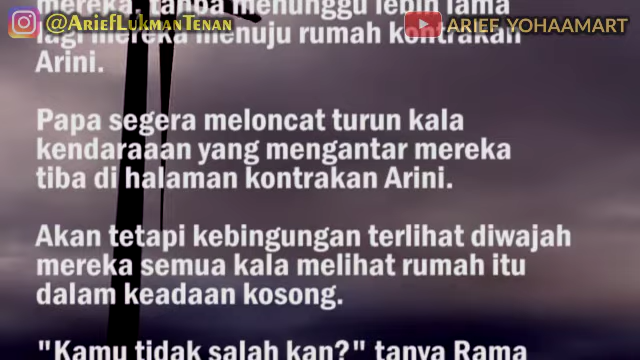 mereka, tanpa menunggu lebih lama
@AriefLukmanTenan
ARIEF YOHAAMART
lagi mereka menuju rumah kontrakan
Arini.
Papa segera meloncat turun kala
kendaraaan yang mengantar mereka
tiba di halaman kontrakan Arini.
Akan tetapi kebingungan terlihat diwajah
mereka semua kala melihat rumah itu
dalam keadaan kosong.
"Kamu tidak salah kan?" tanya Rama